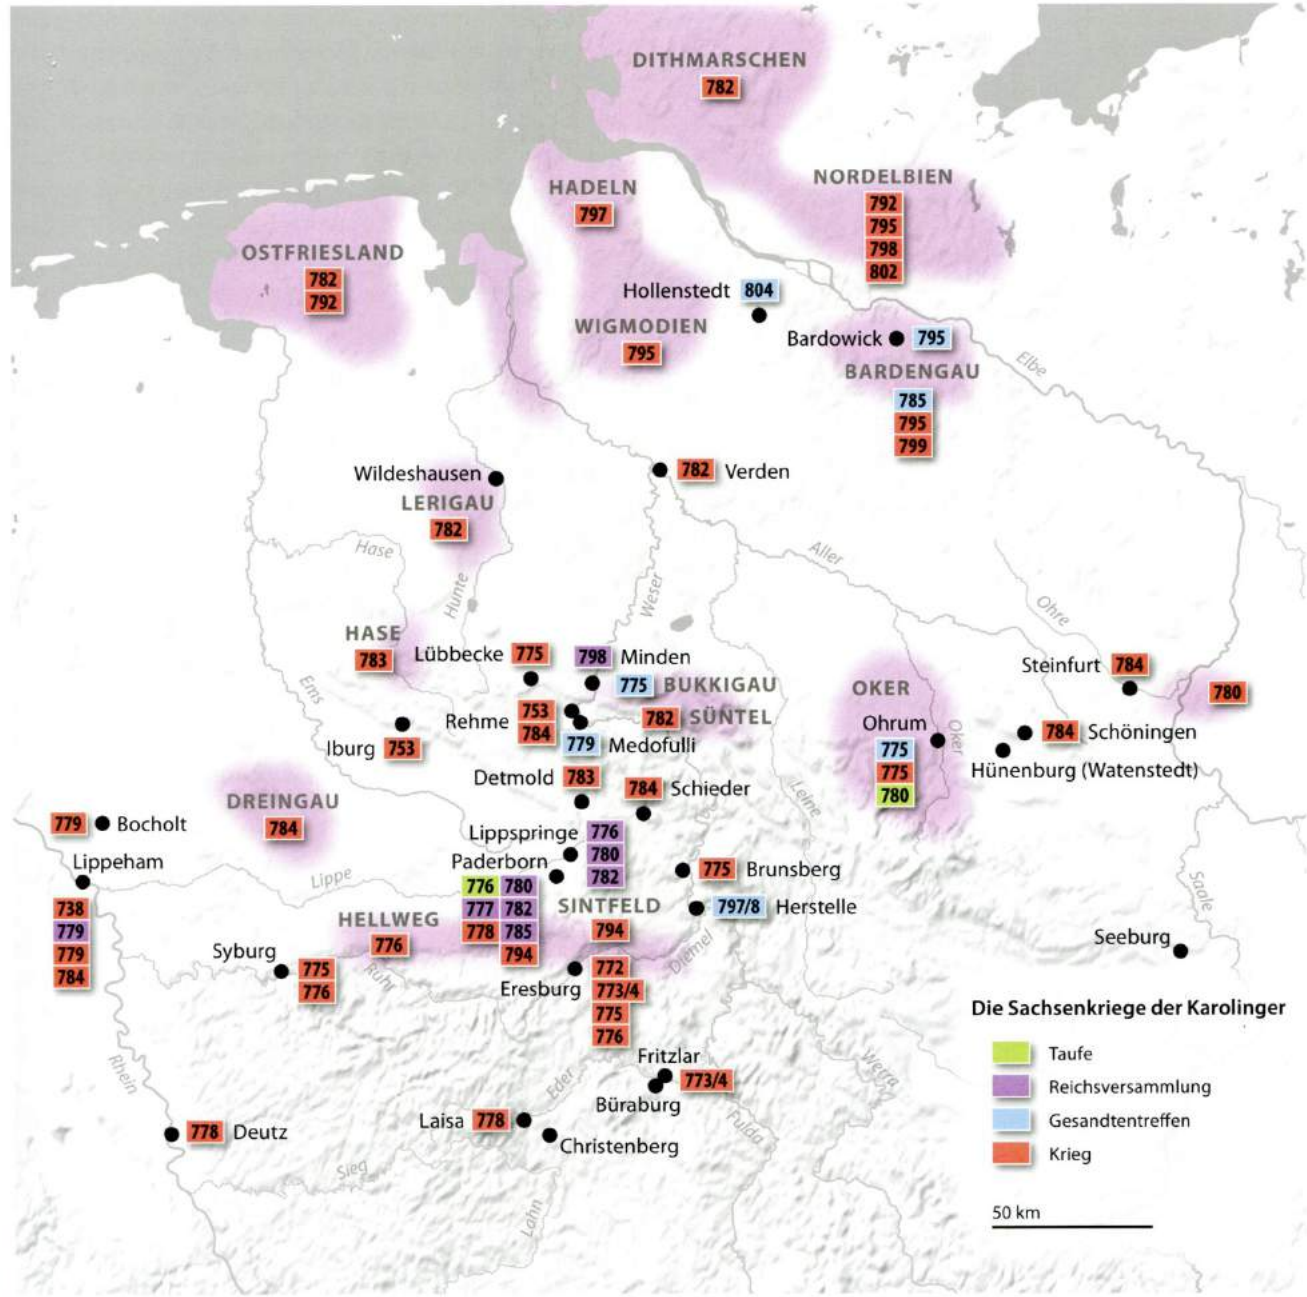 DITHMARSCHEN
782
NORDELBIEN
792
795
798
802
HADELN
797
OSTFRIESLAND
782
792
Hollenstedt 804
WIGMODIEN
795
Bardowick 795
BARDENGAU
785
795
799
Elbe
Wildeshausen
LERIGAU
782
782 Verden
Hase
Hunte
Weser
Aller
Ohre
HASE
783
Lübbecke 775
798 Minden
775 BUKKIGAU
782 SÜNTEL
Rehme 753
784
779 Medofulli
Ems
Iburg 753
OKER
Ohrum
775
775
780
Oker
Steinfurt 784
780
784 Schöningen
Hünenburg (Watenstedt)
Detmold 783
784 Schieder
Leine
DREINGAU
784
779 Bocholt
Lippeham
738
779
779
784
Lippe
Lippspringe 776
780
782
Paderborn
776 780
777 782
778 785
794
775 Brunsberg
797/8 Herstelle
SINTFELD
794
HELLWEG
776
Saale
Seeburg
Syburg 775
776
Ruhr
Diemel
Eresburg 772
773/4
775
776
Fritzlar
773/4
Büraburg
Eder
Werra
Fulda
Rhein
778 Deutz
Laisa 778
Christenberg
Sieg
Lahn
Die Sachsenkriege der Karolinger
Taufe
Reichsversammlung
Gesandtentreffen
Krieg
50 km